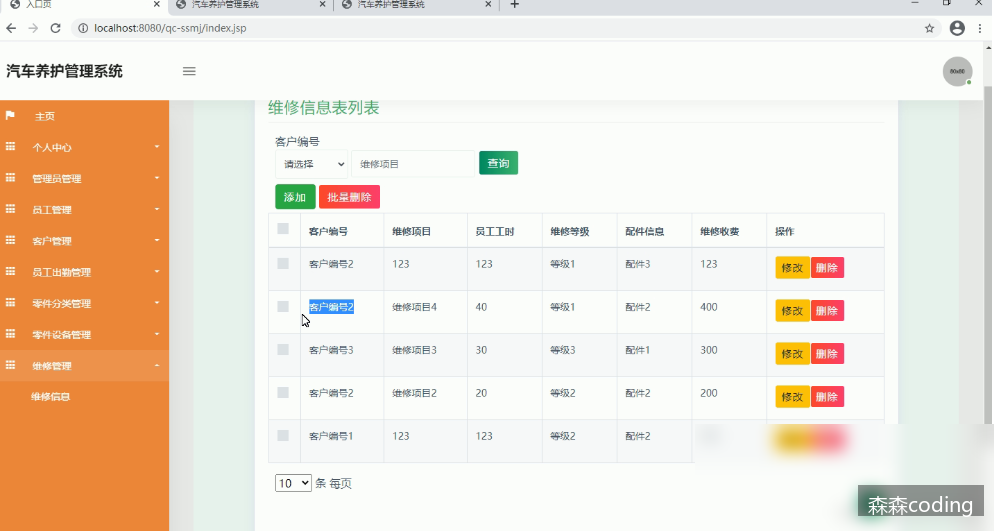 入口页
汽车养护管理系统
汽车养护管理系统
localhost:8080/qc-ssmj/index.jsp
汽车养护管理系统
主页
个人中心
管理员管理
员工管理
客户管理
员工出勤管理
零件分类管理
零件设备管理
维修管理
维修信息
维修信息表列表
客户编号
请选择 维修项目 查询
添加 批量删除
客户编号 维修项目 员工工时 维修等级 配件信息 维修收费 操作
客户编号2 123 123 等级1 配件3 123 修改 删除
客户编号2 维修项目4 40 等级1 配件2 400 修改 删除
客户编号3 维修项目3 30 等级3 配件1 300 修改 删除
客户编号2 维修项目2 20 等级2 配件2 200 修改 删除
客户编号1 123 123 等级2 配件2
10 条 每页
森森coding